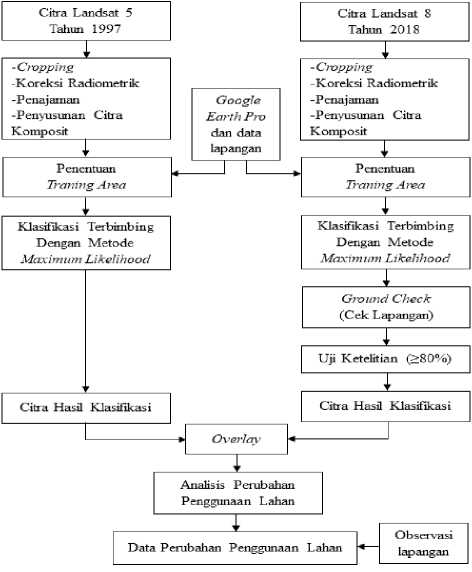 Citra Landsat 5
Tahun 1997
-Cropping
-Koreksi Radiometrik
-Penajaman
-Penyusunan Citra
Komposit
Penentuan
Traning Area
Klasifikasi Terbimbing
Dengan Metode
Maximum Likelihood
Citra Hasil Klasifikasi
Google
Earth Pro
dan data
lapangan
Citra Landsat 8
Tahun 2018
-Cropping
-Koreksi Radiometrik
-Penajaman
-Penyusunan Citra
Komposit
Penentuan
Traning Area
Klasifikasi Terbimbing
Dengan Metode
Maximum Likelihood
Ground Check
(Cek Lapangan)
Uji Ketelitian (≥80%)
Citra Hasil Klasifikasi
Overlay
Analisis Perubahan
Penggunaan Lahan
Data Perubahan Penggunaan Lahan
Observasi
lapangan